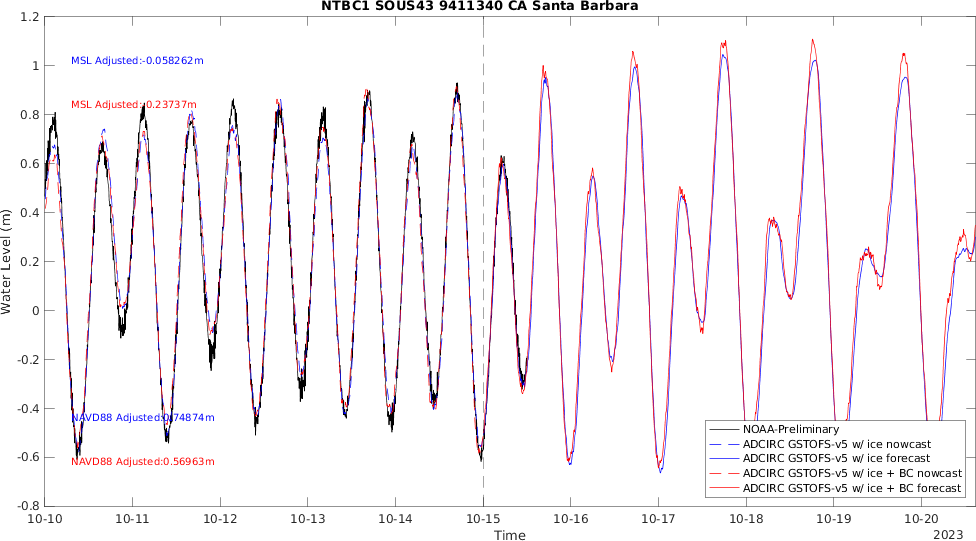 NTBC1 SOUS43 9411340 CA Santa Barbara
1.2
1
0.8
0.6
0.4
0.2
0
-0.2
-0.4
-0.6
-0.8
Water Level (m)
MSL Adjusted:-0.058262m
MSL Adjusted:-0.23737m
NAVD88 Adjusted:0.74874m
NAVD88 Adjusted:0.56963m
NOAA-Preliminary
ADCIRC GSTOFS-v5 w/ ice nowcast
ADCIRC GSTOFS-v5 w/ ice forecast
ADCIRC GSTOFS-v5 w/ ice + BC nowcast
ADCIRC GSTOFS-v5 w/ ice + BC forecast
10-10 10-11 10-12 10-13 10-14 10-15 10-16 10-17 10-18 10-19 10-20
Time
2023